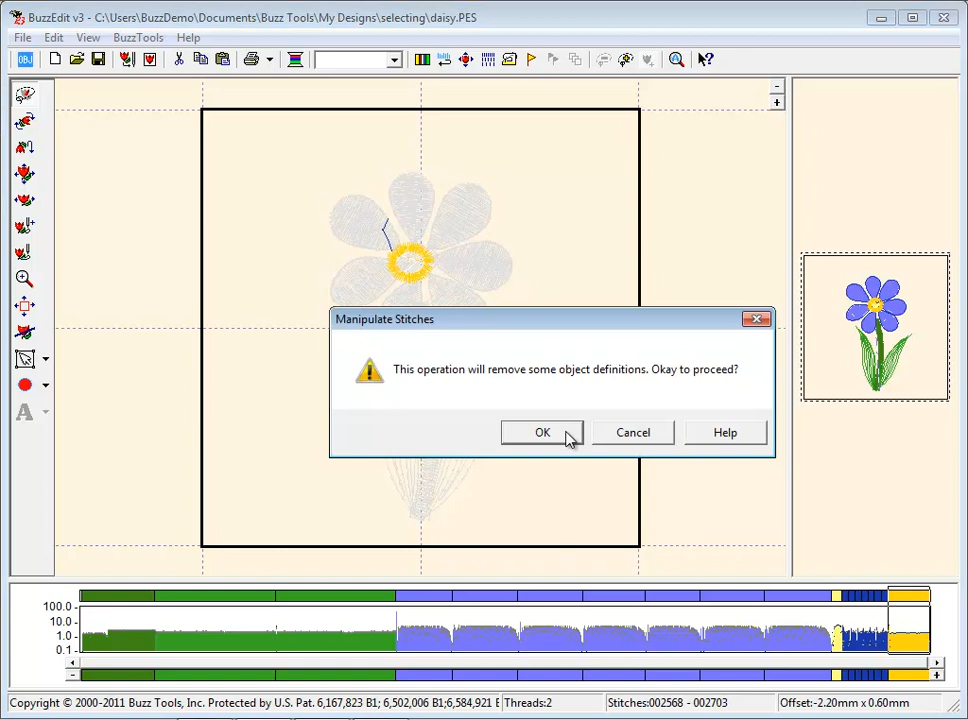 BuzzEdit v3 - C:\Users\BuzzDemo\Documents\Buzz Tools\My Designs\selecting\daisy.PES
File Edit View BuzzTools Help
OBJ
A
Manipulate Stitches
This operation will remove some object definitions. Okay to proceed?
OK Cancel Help
100.0
10.0
1.0
0.1
Copyright © 2000-2011 Buzz Tools, Inc. Protected by U.S. Pat. 6,167,823 B1; 6,502,006 B1;6,584,921 E Threads:2 Stitches:002568 - 002703 Offset:-2.20mm x 0.60mm